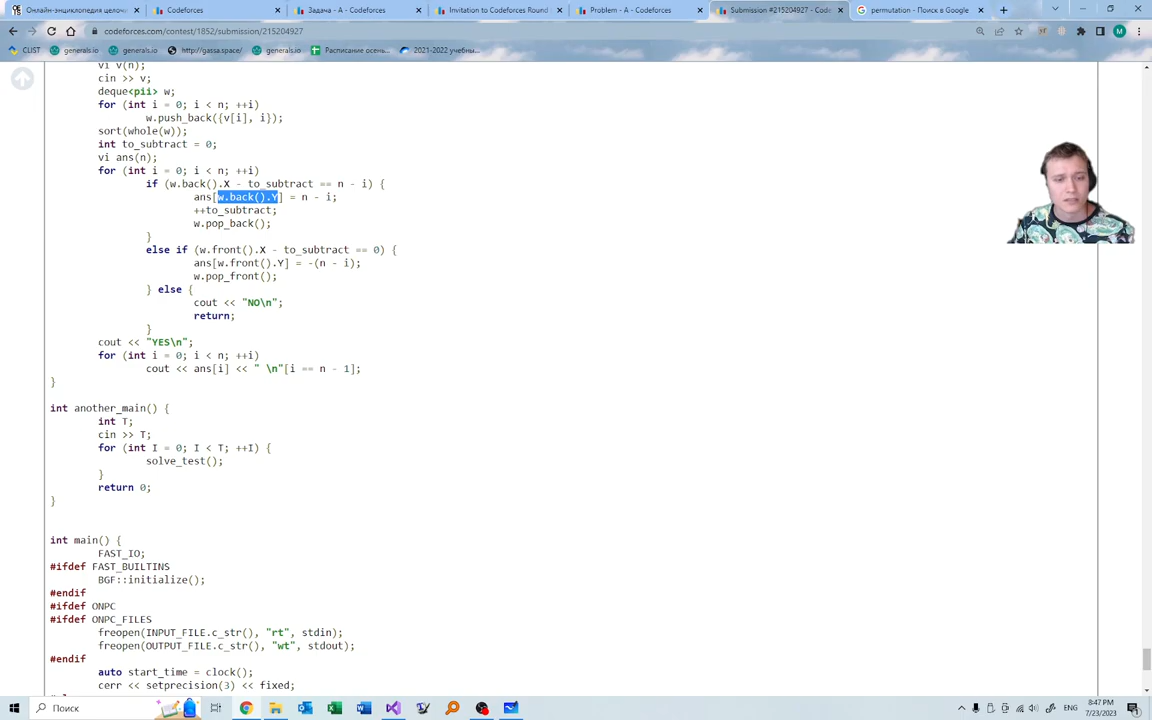 Онлайн-энциклопедия целочи
Codeforces
Задача - A - Codeforces
Invitation to Codeforces Round
Problem - A - Codeforces
Submission #215204927 - Code
permutation - Поиск в Google
codeforces.com/contest/1852/submission/215204927
CLIST
generals.io
generals.io
http://gassa.space/
generals.io
Расписание осень...
2021-2022 учебны...
vi v(n);
cin >> v;
deque<pii> w;
for (int i = 0; i < n; ++i)
w.push_back({v[i], i});
sort(whole(w));
int to_subtract = 0;
vi ans(n);
for (int i = 0; i < n; ++i)
if (w.back().X - to_subtract == n - i) {
ans[w.back().Y] = n - i;
++to_subtract;
w.pop_back();
}
else if (w.front().X - to_subtract == 0) {
ans[w.front().Y] = -(n - i);
w.pop_front();
} else {
cout << "NO\n";
return;
}
cout << "YES\n";
for (int i = 0; i < n; ++i)
cout << ans[i] << " \n"[i == n - 1];
}
int another_main() {
int T;
cin >> T;
for (int I = 0; I < T; ++I) {
solve_test();
}
return 0;
}
int main() {
FAST_IO;
#ifdef FAST_BUILTINS
BGF::initialize();
#endif
#ifdef ONPC
#ifdef ONPC_FILES
freopen(INPUT_FILE.c_str(), "rt", stdin);
freopen(OUTPUT_FILE.c_str(), "wt", stdout);
#endif
auto start_time = clock();
cerr << setprecision(3) << fixed;
Поиск
ENG
8:47 PM
7/23/2023